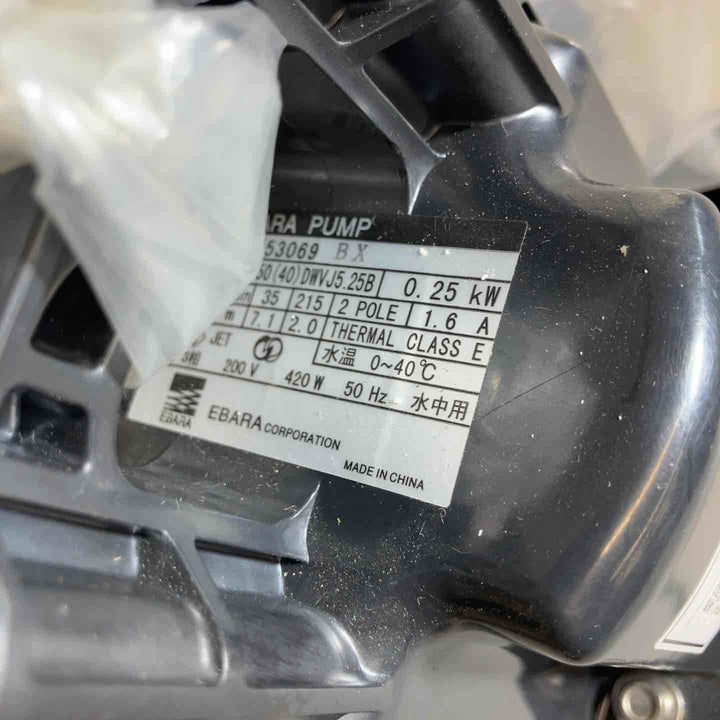 ARA PUMP
53069 BX
50(40)DWVJ5.25B 0.25 kW
35 215 2 POLE 1.6 A
m 7.1 2.0 THERMAL CLASS E
JET 水温 0~40℃
3相 200 V 420 W 50 Hz 水中用
EBARA EBARA CORPORATION
MADE IN CHINA